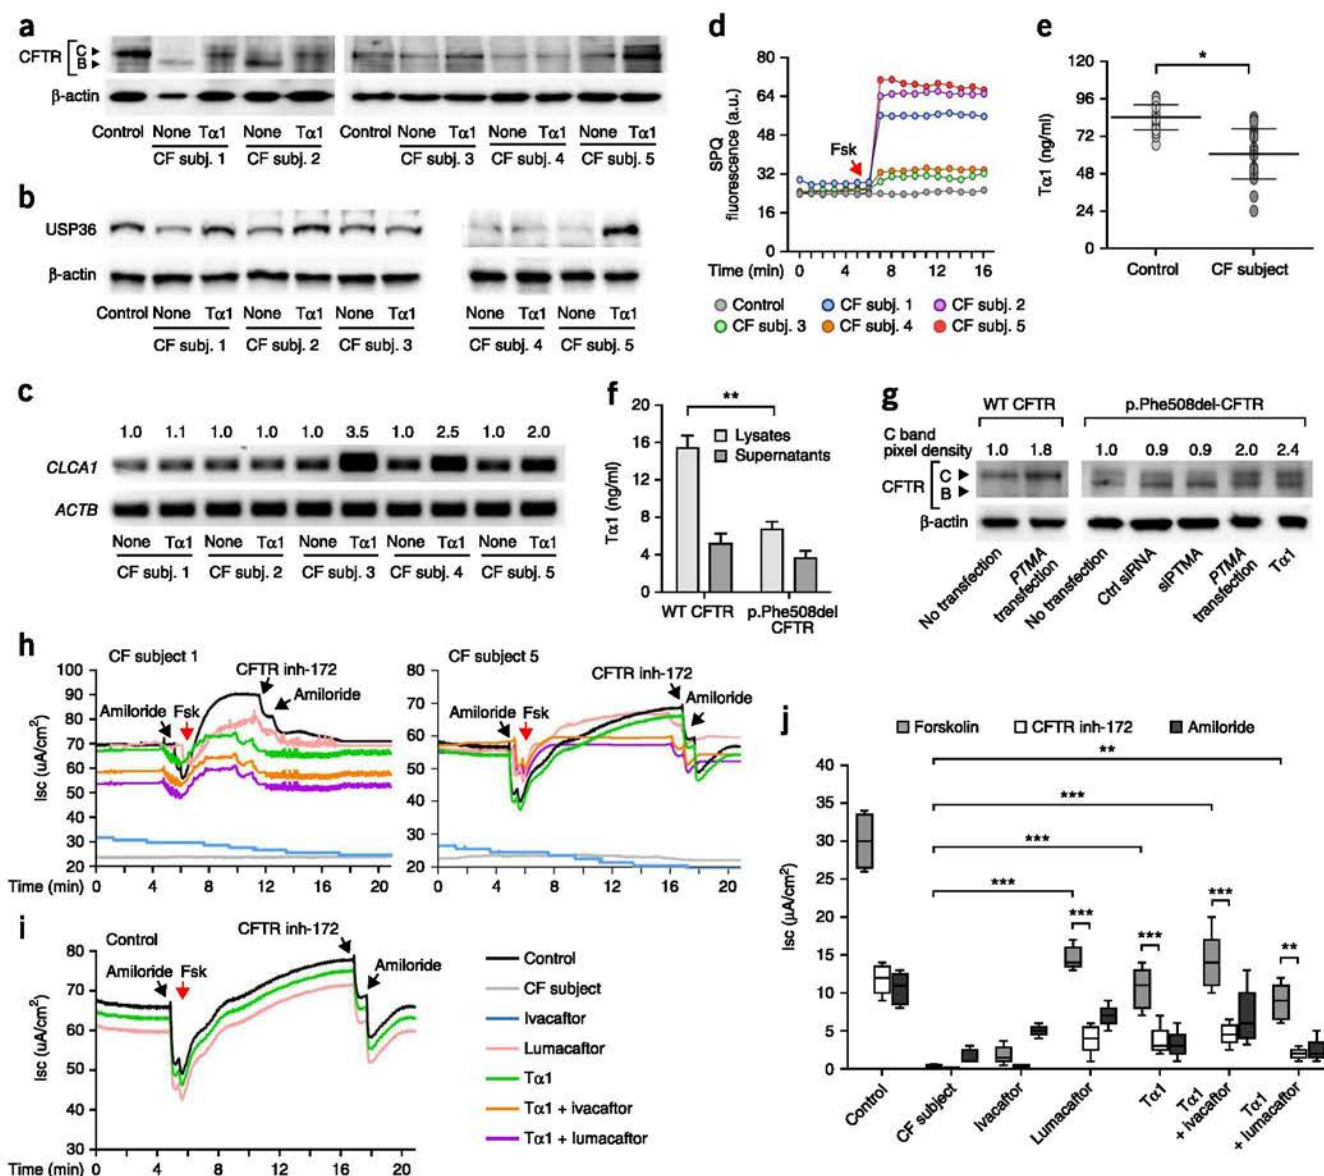 a
CFTR
C
B
β-actin
Control None Tα1 None Tα1 None Tα1 None Tα1 None Tα1
CF subj. 1 CF subj. 2 CF subj. 3 CF subj. 4 CF subj. 5
b
USP36
β-actin
Control None Tα1 None Tα1 None Tα1 None Tα1 None Tα1
CF subj. 1 CF subj. 2 CF subj. 3 CF subj. 4 CF subj. 5
c
1.0 1.1 1.0 1.0 1.0 3.5 1.0 2.5 1.0 2.0
CLCA1
ACTB
None Tα1 None Tα1 None Tα1 None Tα1 None Tα1
CF subj. 1 CF subj. 2 CF subj. 3 CF subj. 4 CF subj. 5
d
SPQ
fluorescence (a.u.)
80
64
48
32
16
0
Fsk
Time (min) 0 4 8 12 16
Control CF subj. 1 CF subj. 2
CF subj. 3 CF subj. 4 CF subj. 5
e
Tα1 (ng/ml)
120
96
72
48
24
0
*
Control CF subject
f
Tα1 (ng/ml)
20
16
12
8
4
0
**
Lysates
Supernatants
WT CFTR p.Phe508del
CFTR
g
WT CFTR p.Phe508del-CFTR
C band
pixel density
1.0 1.8 1.0 0.9 0.9 2.0 2.4
CFTR
C
B
β-actin
No transfection
PTMA
transfection
No transfection
Ctrl siRNA
siPTMA
PTMA
transfection
Tα1
h
CF subject 1
Isc (uA/cm²)
100
90
80
70
60
50
40
30
20
Amiloride Fsk
CFTR inh-172
Amiloride
Time (min) 0 4 8 12 16 20
CF subject 5
80
70
60
50
40
30
20
Amiloride Fsk
CFTR inh-172
Amiloride
0 4 8 12 16 20
i
Control
Isc (uA/cm²)
80
70
60
50
40
30
Amiloride Fsk
CFTR inh-172
Amiloride
Time (min) 0 4 8 12 16 20
Control
CF subject
Ivacaftor
Lumacaftor
Tα1
Tα1 + ivacaftor
Tα1 + lumacaftor
j
Forskolin CFTR inh-172 Amiloride
Isc (μA/cm²)
40
35
30
25
20
15
10
5
0
**
***
***
***
***
***
***
**
Control
CF subject
Ivacaftor
Lumacaftor
Tα1
Tα1
+ ivacaftor
Tα1
+ lumacaftor